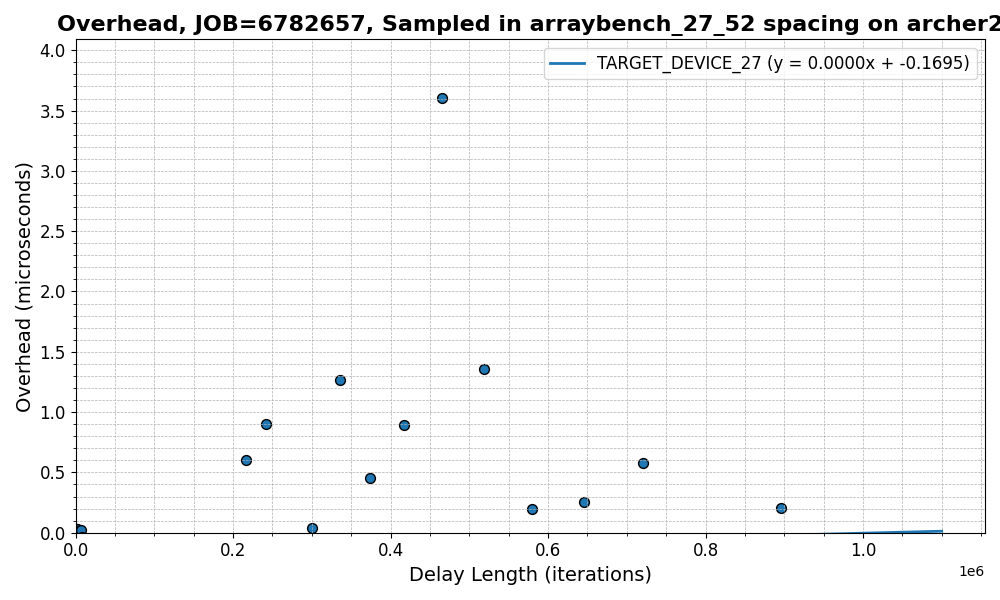 Overhead, JOB=6782657, Sampled in arraybench_27_52 spacing on archer2
TARGET_DEVICE_27 (y = 0.0000x + -0.1695)
Overhead (microseconds)
4.0
3.5
3.0
2.5
2.0
1.5
1.0
0.5
0.0
0.0 0.2 0.4 0.6 0.8 1.0
1e6
Delay Length (iterations)